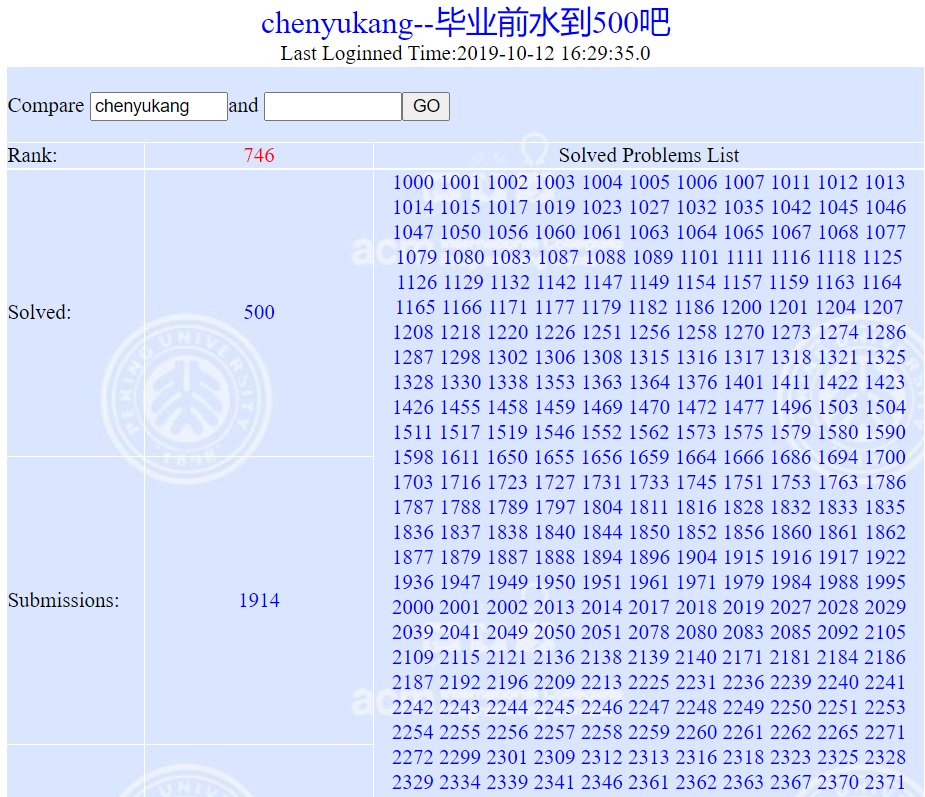 chenyukang--毕业前水到500吧
Last Loginned Time:2019-10-12 16:29:35.0
Compare chenyukang and GO
Rank: 746 Solved Problems List
1000 1001 1002 1003 1004 1005 1006 1007 1011 1012 1013
1014 1015 1017 1019 1023 1027 1032 1035 1042 1045 1046
1047 1050 1056 1060 1061 1063 1064 1065 1067 1068 1077
1079 1080 1083 1087 1088 1089 1101 1111 1116 1118 1125
1126 1129 1132 1142 1147 1149 1154 1157 1159 1163 1164
Solved: 500
1165 1166 1171 1177 1179 1182 1186 1200 1201 1204 1207
1208 1218 1220 1226 1251 1256 1258 1270 1273 1274 1286
1287 1298 1302 1306 1308 1315 1316 1317 1318 1321 1325
1328 1330 1338 1353 1363 1364 1376 1401 1411 1422 1423
1426 1455 1458 1459 1469 1470 1472 1477 1496 1503 1504
1511 1517 1519 1546 1552 1562 1573 1575 1579 1580 1590
1598 1611 1650 1655 1656 1659 1664 1666 1686 1694 1700
1703 1716 1723 1727 1731 1733 1745 1751 1753 1763 1786
1787 1788 1789 1797 1804 1811 1816 1828 1832 1833 1835
1836 1837 1838 1840 1844 1850 1852 1856 1860 1861 1862
1877 1879 1887 1888 1894 1896 1904 1915 1916 1917 1922
1936 1947 1949 1950 1951 1961 1971 1979 1984 1988 1995
Submissions: 1914
2000 2001 2002 2013 2014 2017 2018 2019 2027 2028 2029
2039 2041 2049 2050 2051 2078 2080 2083 2085 2092 2105
2109 2115 2121 2136 2138 2139 2140 2171 2181 2184 2186
2187 2192 2196 2209 2213 2225 2231 2236 2239 2240 2241
2242 2243 2244 2245 2246 2247 2248 2249 2250 2251 2253
2254 2255 2256 2257 2258 2259 2260 2261 2262 2265 2271
2272 2299 2301 2309 2312 2313 2316 2318 2323 2325 2328
2329 2334 2339 2341 2346 2361 2362 2363 2367 2370 2371
PEKING UNIVERSITY
1898